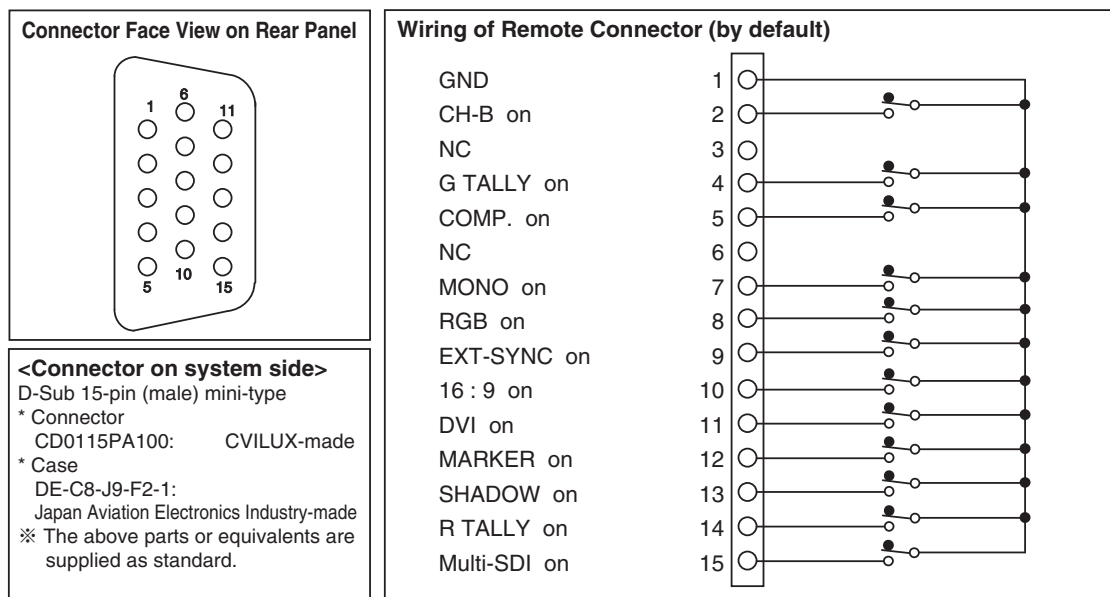 Connector Face View on Rear Panel
1 6 11
5 10 15
<Connector on system side>
D-Sub 15-pin (male) mini-type
* Connector
CD0115PA100: CVILUX-made
* Case
DE-C8-J9-F2-1:
Japan Aviation Electronics Industry-made
※ The above parts or equivalents are
supplied as standard.
Wiring of Remote Connector (by default)
GND 1
CH-B on 2
NC 3
G TALLY on 4
COMP. on 5
NC 6
MONO on 7
RGB on 8
EXT-SYNC on 9
16 : 9 on 10
DVI on 11
MARKER on 12
SHADOW on 13
R TALLY on 14
Multi-SDI on 15